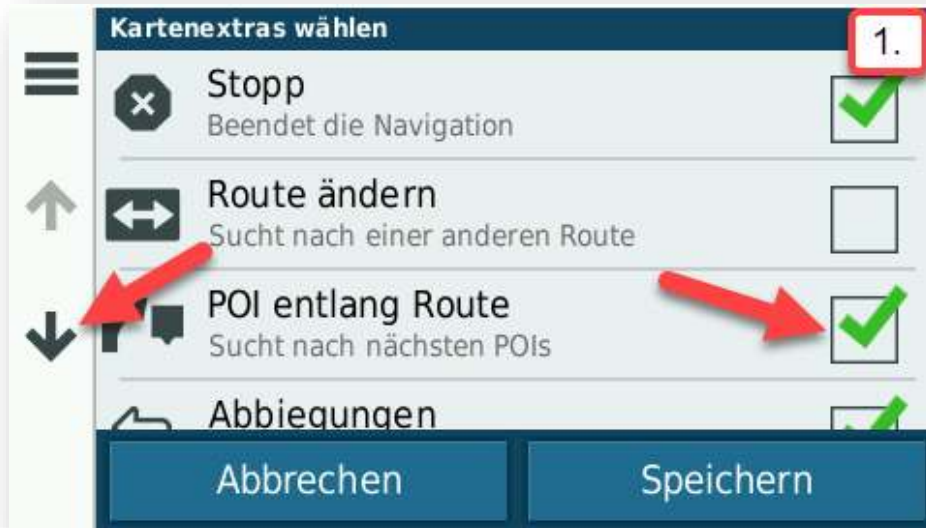 Kartenextras wählen
1.
Stopp
Beendet die Navigation
Route ändern
Sucht nach einer anderen Route
POI entlang Route
Sucht nach nächsten POIs
Abbiegungen
Abbrechen
Speichern